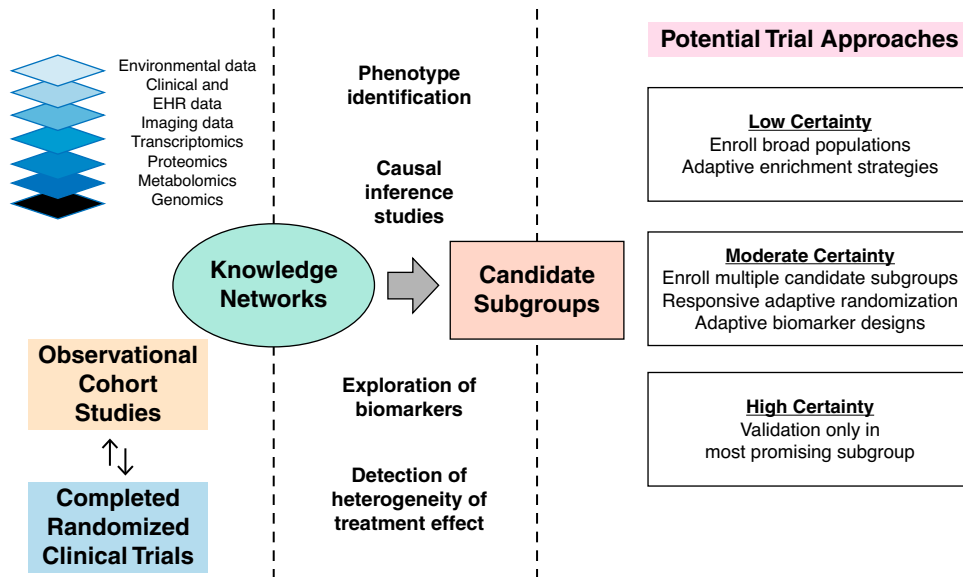 Environmental data
Clinical and
EHR data
Imaging data
Transcriptomics
Proteomics
Metabolomics
Genomics
Observational
Cohort
Studies
Completed
Randomized
Clinical Trials
Knowledge
Networks
Phenotype
identification
Causal
inference
studies
Exploration of
biomarkers
Detection of
heterogeneity of
treatment effect
Candidate
Subgroups
Potential Trial Approaches
Low Certainty
Enroll broad populations
Adaptive enrichment strategies
Moderate Certainty
Enroll multiple candidate subgroups
Responsive adaptive randomization
Adaptive biomarker designs
High Certainty
Validation only in
most promising subgroup